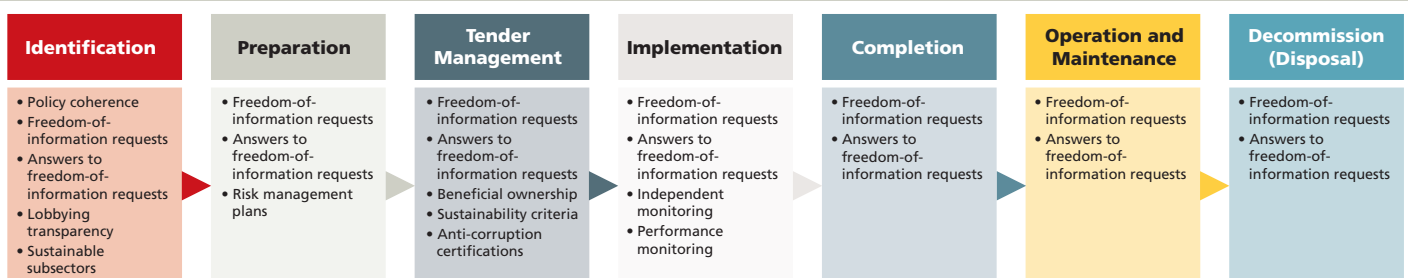 Identification
• Policy coherence
• Freedom-of-
information requests
• Answers to
freedom-of-
information requests
• Lobbying
transparency
• Sustainable
subsectors
Preparation
• Freedom-of-
information requests
• Answers to
freedom-of-
information requests
• Risk management
plans
Tender
Management
• Freedom-of-
information requests
• Answers to
freedom-of-
information requests
• Beneficial ownership
• Sustainability criteria
• Anti-corruption
certifications
Implementation
• Freedom-of-
information requests
• Answers to
freedom-of-
information requests
• Independent
monitoring
• Performance
monitoring
Completion
• Freedom-of-
information requests
• Answers to
freedom-of-
information requests
Operation and
Maintenance
• Freedom-of-
information requests
• Answers to
freedom-of-
information requests
Decommission
(Disposal)
• Freedom-of-
information requests
• Answers to
freedom-of-
information requests